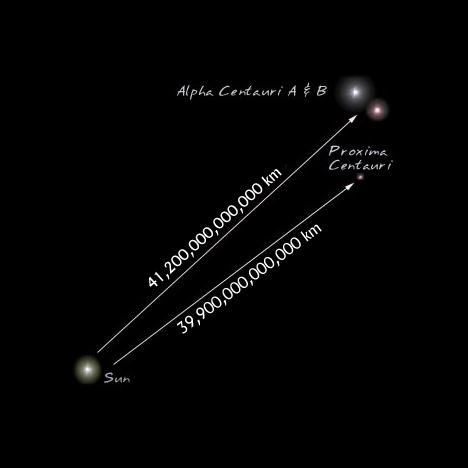 Alpha Centauri A & B
Proxima
Centauri
41,200,000,000,000 km
39,900,000,000,000 km
Sun